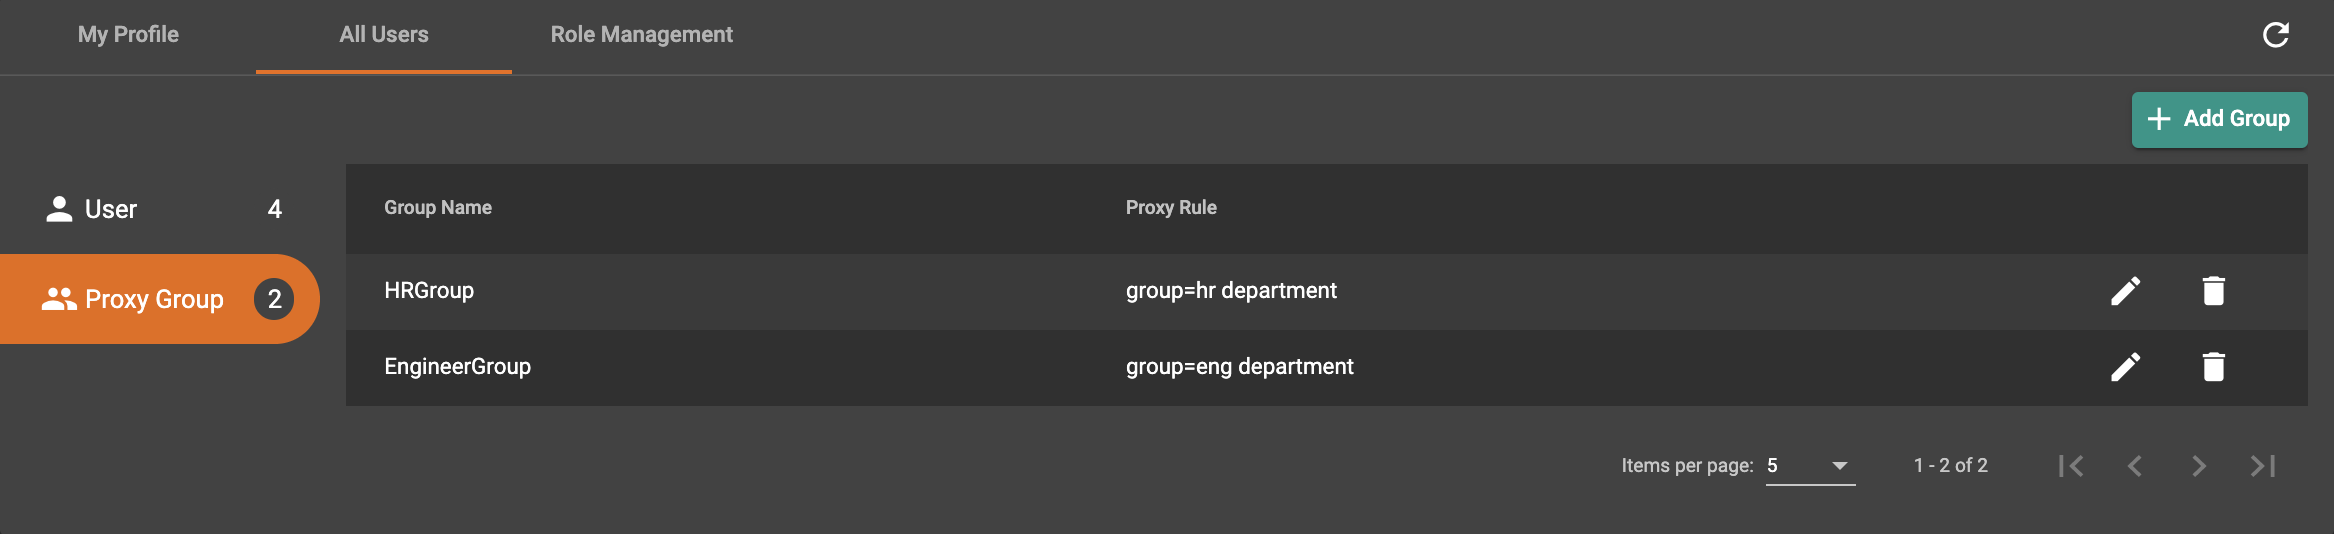 My Profile All Users Role Management
Add Group
User 4
Proxy Group 2
Group Name Proxy Rule
HRGroup group=hr department
EngineerGroup group=eng department
Items per page: 5 1 - 2 of 2